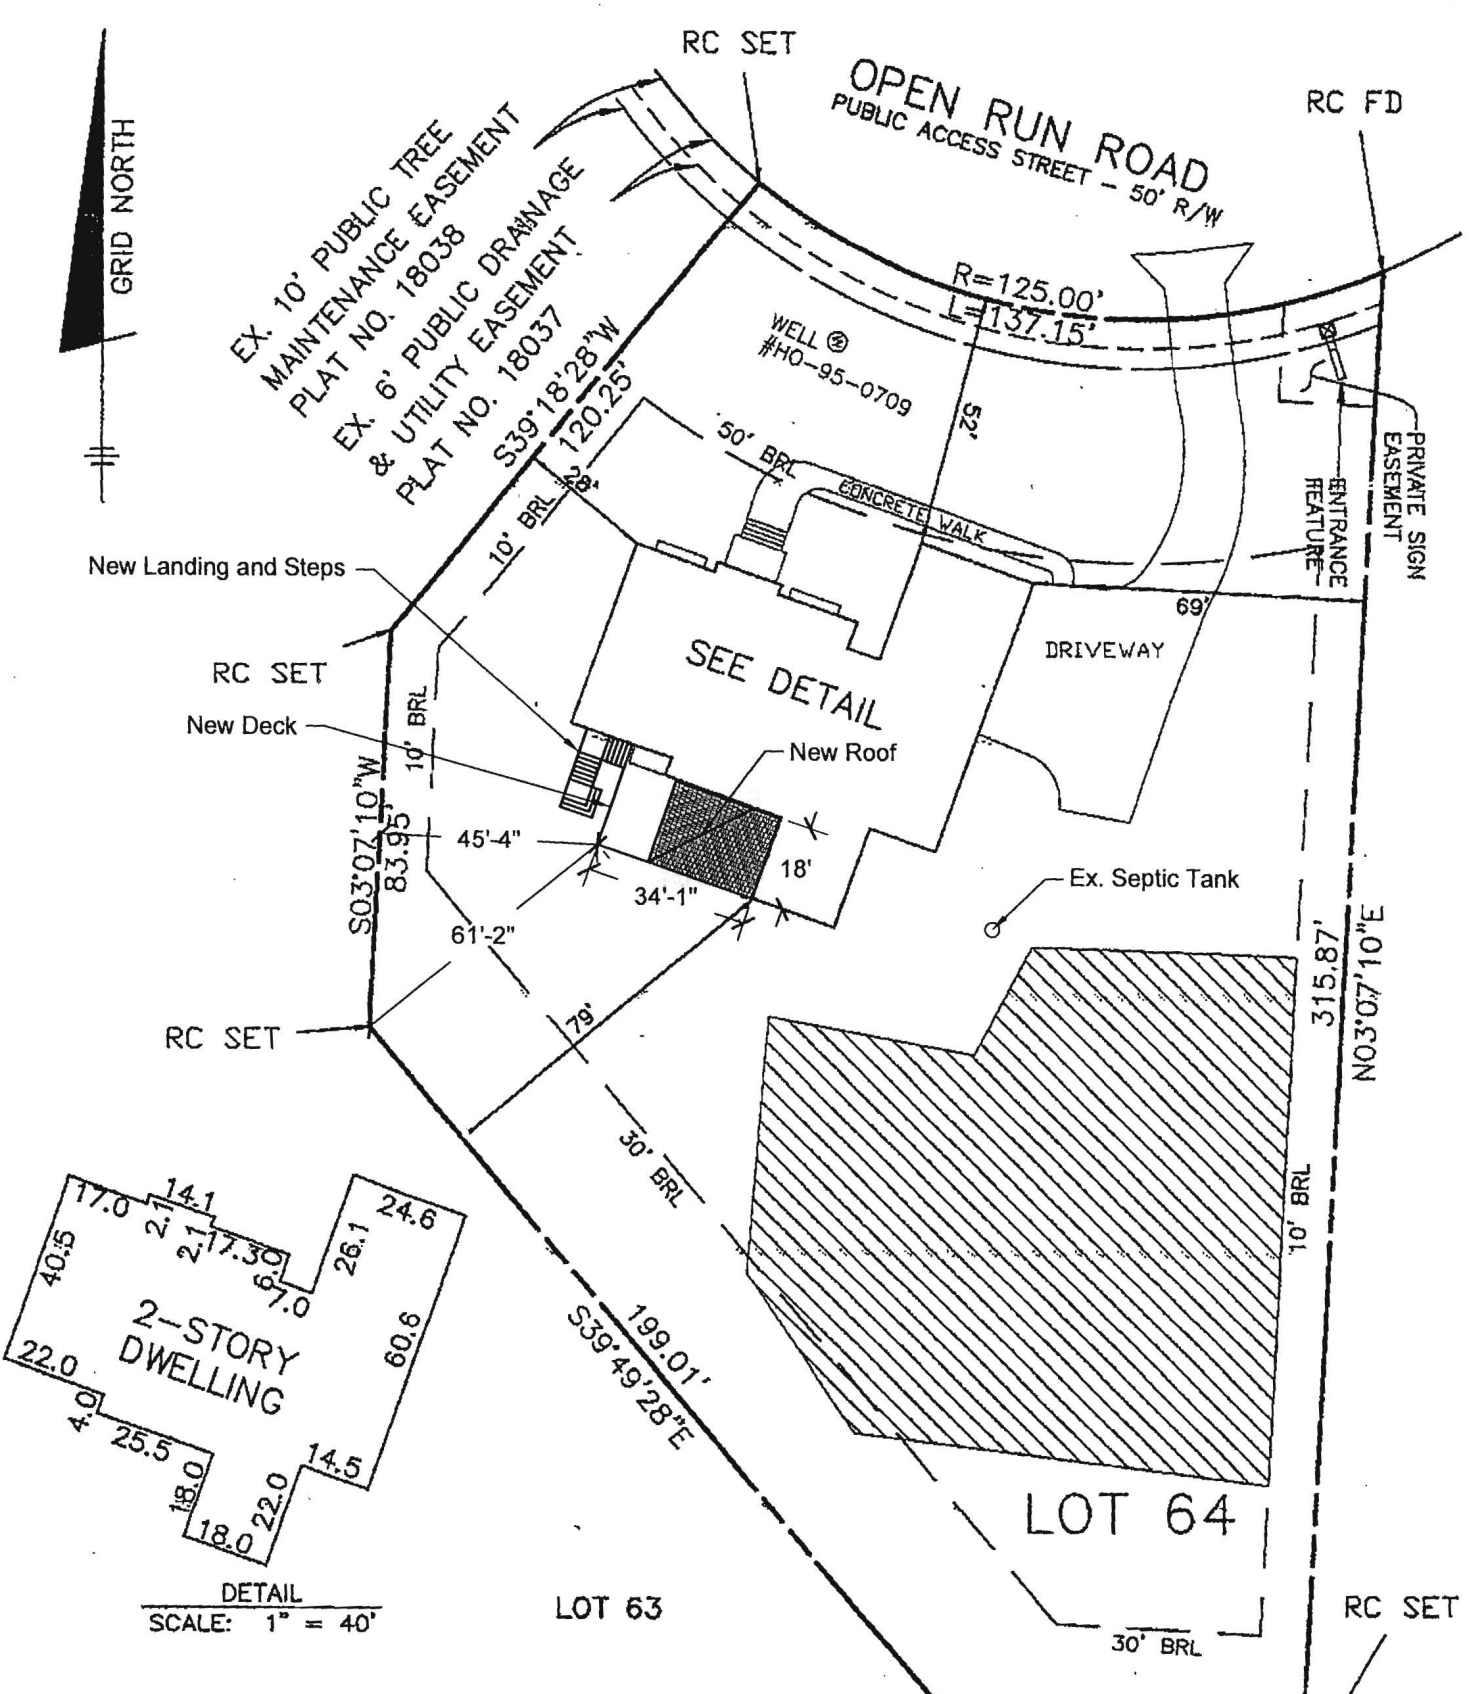 RC SET
OPEN RUN ROAD
PUBLIC ACCESS STREET - 50' R/W
RC FD
GRID NORTH
EX. 10' PUBLIC TREE
MAINTENANCE EASEMENT
PLAT NO. 18038
EX. 6' PUBLIC DRAINAGE
& UTILITY EASEMENT
PLAT NO. 18037
R=125.00'
L=137.15'
WELL W
#HO-95-0709
S39°18'28"W
120.25'
52'
50' BRL
CONCRETE WALK
28'
10' BRL
PRIVATE SIGN
EASEMENT
ENTRANCE
FEATURE
New Landing and Steps
69'
DRIVEWAY
RC SET
SEE DETAIL
10' BRL
New Deck
New Roof
S03°07'10"W
83.95'
45'-4"
18'
34'-1"
Ex. Septic Tank
61'-2"
315.87'
N03°07'10"E
79'
RC SET
30' BRL
10' BRL
17.0
14.1
2.1
2.1
17.3
6.0
7.0
26.1
24.6
40.5
2-STORY
DWELLING
60.6
22.0
4.0
25.5
18.0
18.0
22.0
14.5
199.01'
S39°49'28"E
LOT 64
DETAIL
SCALE: 1" = 40'
LOT 63
30' BRL
RC SET